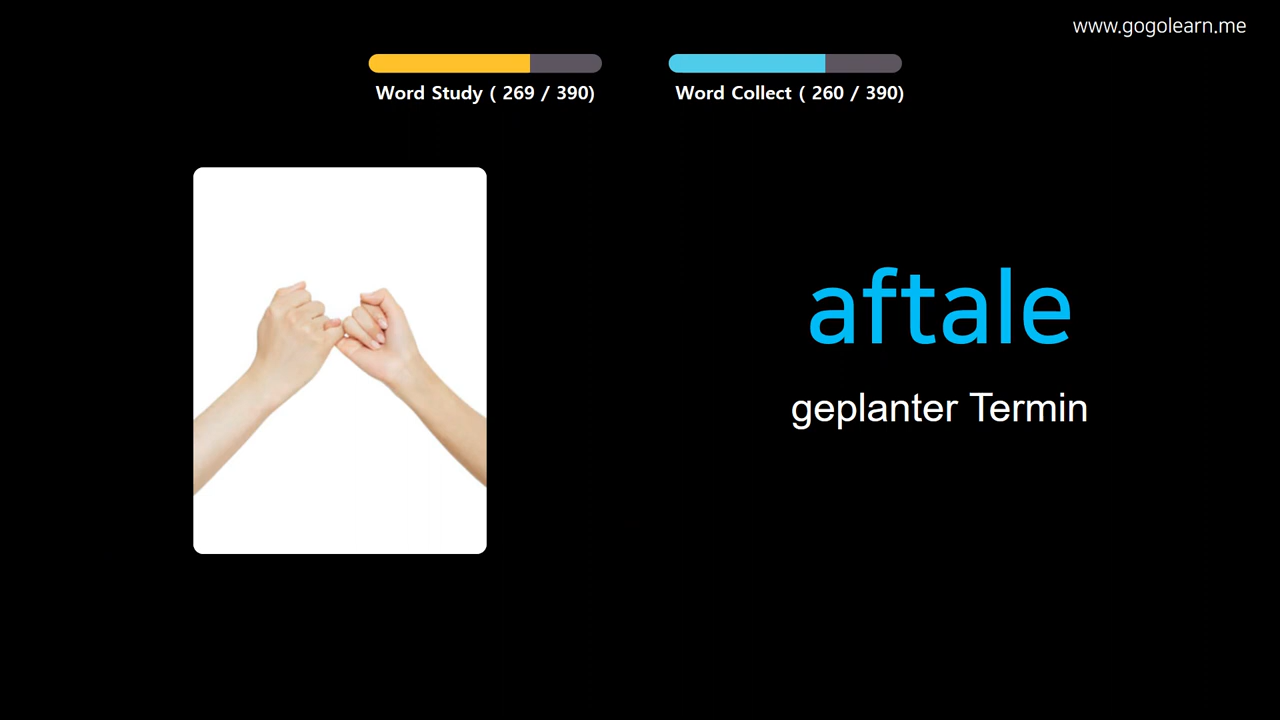 www.gogolearn.me
Word Study ( 269 / 390)
Word Collect ( 260 / 390)
aftale
geplanter Termin